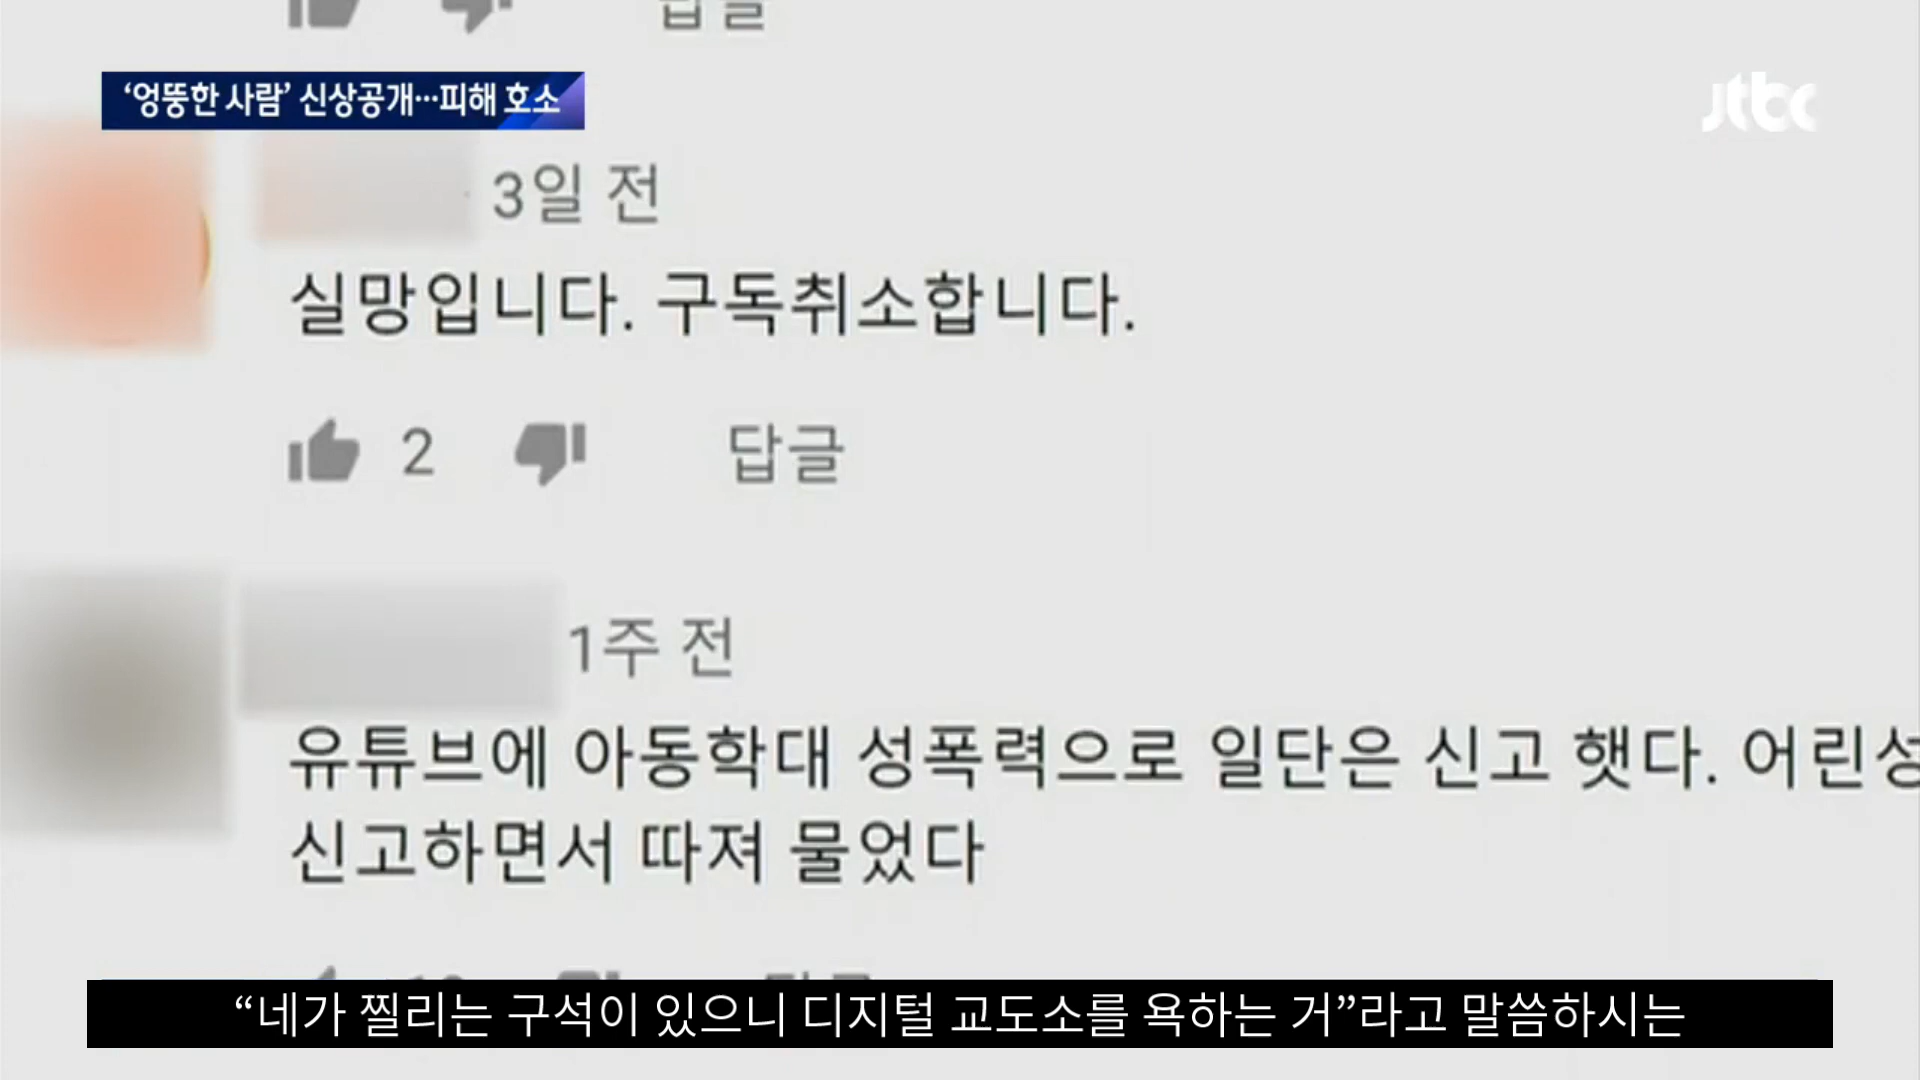 답글
‘엉뚱한 사람’ 신상공개…피해 호소
jtbc
3일 전
실망입니다. 구독취소합니다.
2
답글
1주 전
유튜브에 아동학대 성폭력으로 일단은 신고 햇다. 어린성
신고하면서 따져 물었다
“네가 찔리는 구석이 있으니 디지털 교도소를 욕하는 거”라고 말씀하시는